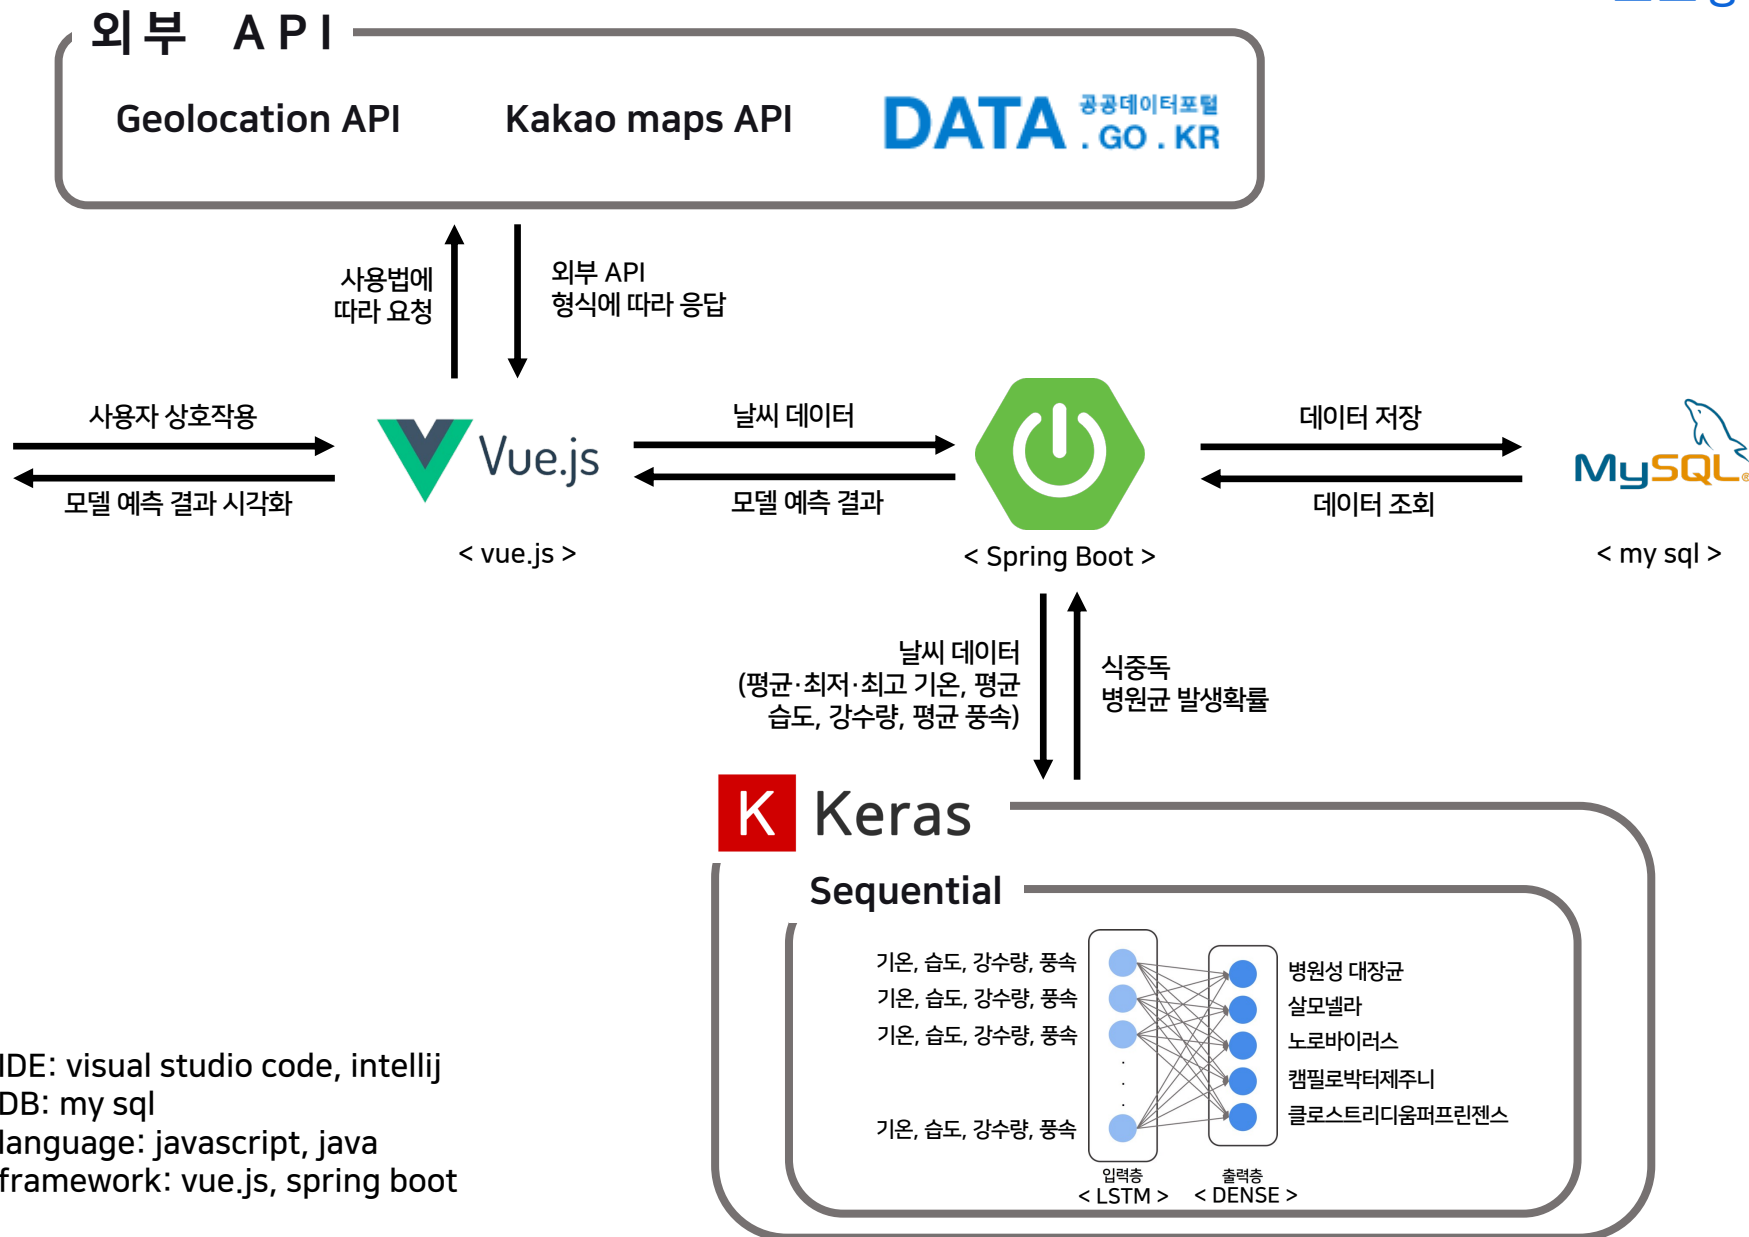 외부 API
Geolocation API
Kakao maps API
DATA 공공데이터포털
.GO.KR
사용법에
따라 요청
외부 API
형식에 따라 응답
사용자 상호작용
모델 예측 결과 시각화
Vue.js
< vue.js >
날씨 데이터
모델 예측 결과
< Spring Boot >
데이터 저장
데이터 조회
MySQL®
< my sql >
날씨 데이터
(평균·최저·최고 기온, 평균
습도, 강수량, 평균 풍속)
식중독
병원균 발생확률
K Keras
Sequential
기온, 습도, 강수량, 풍속
기온, 습도, 강수량, 풍속
기온, 습도, 강수량, 풍속
.
.
.
기온, 습도, 강수량, 풍속
병원성 대장균
살모넬라
노로바이러스
캠필로박터제주니
클로스트리디움퍼프린젠스
입력층
< LSTM >
출력층
< DENSE >
IDE: visual studio code, intellij
DB: my sql
language: javascript, java
framework: vue.js, spring boot